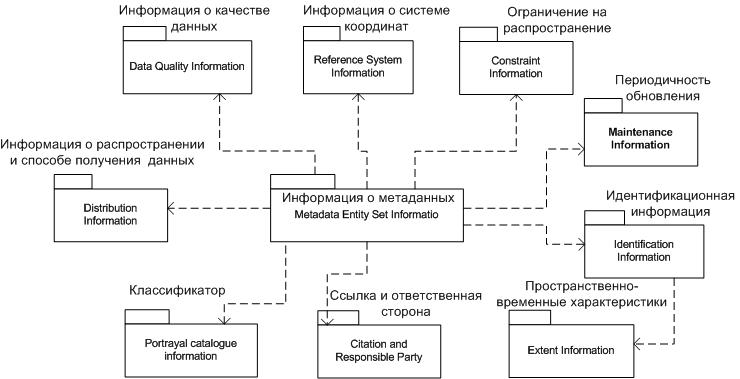 Информация о качестве
данных
Data Quality Information
Информация о системе
координат
Reference System
Information
Ограничение на
распространение
Constraint
Information
Периодичность
обновления
Maintenance
Information
Информация о распространении
и способе получения данных
Distribution
Information
Информация о метаданных
Metadata Entity Set Informatio
Идентификационная
информация
Identification
Information
Классификатор
Portrayal catalogue
information
Ссылка и ответственная
сторона
Citation and
Responsible Party
Пространственно-
временные характеристики
Extent Information